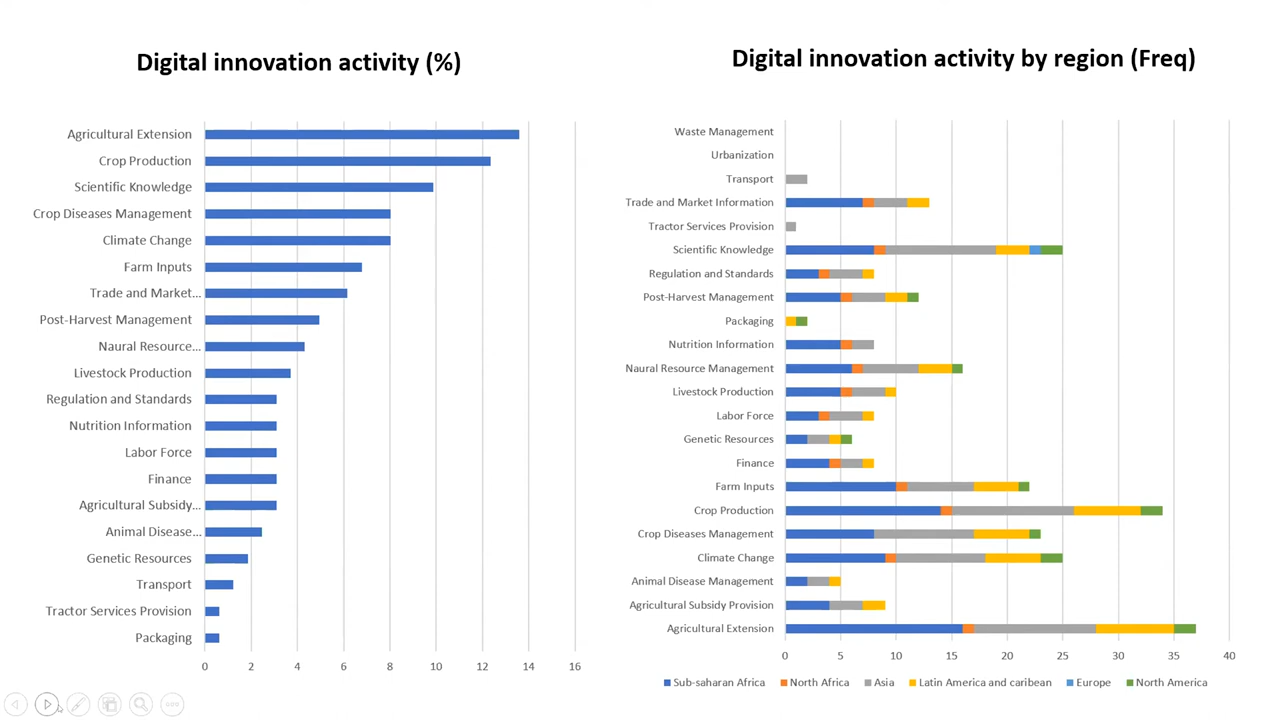 Digital innovation activity (%)
Agricultural Extension
Crop Production
Scientific Knowledge
Crop Diseases Management
Climate Change
Farm Inputs
Trade and Market...
Post-Harvest Management
Naural Resource...
Livestock Production
Regulation and Standards
Nutrition Information
Labor Force
Finance
Agricultural Subsidy...
Animal Disease...
Genetic Resources
Transport
Tractor Services Provision
Packaging
0 2 4 6 8 10 12 14 16
Digital innovation activity by region (Freq)
Waste Management
Urbanization
Transport
Trade and Market Information
Tractor Services Provision
Scientific Knowledge
Regulation and Standards
Post-Harvest Management
Packaging
Nutrition Information
Naural Resource Management
Livestock Production
Labor Force
Genetic Resources
Finance
Farm Inputs
Crop Production
Crop Diseases Management
Climate Change
Animal Disease Management
Agricultural Subsidy Provision
Agricultural Extension
0 5 10 15 20 25 30 35 40
Sub-saharan Africa North Africa Asia Latin America and caribean Europe North America